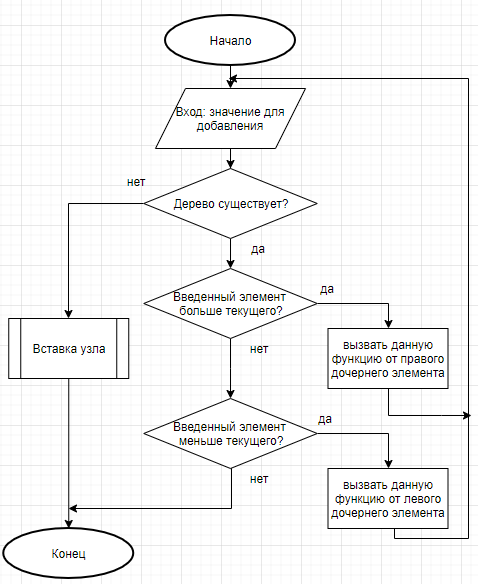 Начало
Вход: значение для
добавления
нет
Дерево существует?
да
Введенный элемент
больше текущего?
да
нет
Вставка узла
вызвать данную
функцию от правого
дочернего элемента
Введенный элемент
меньше текущего?
да
нет
вызвать данную
функцию от левого
дочернего элемента
Конец